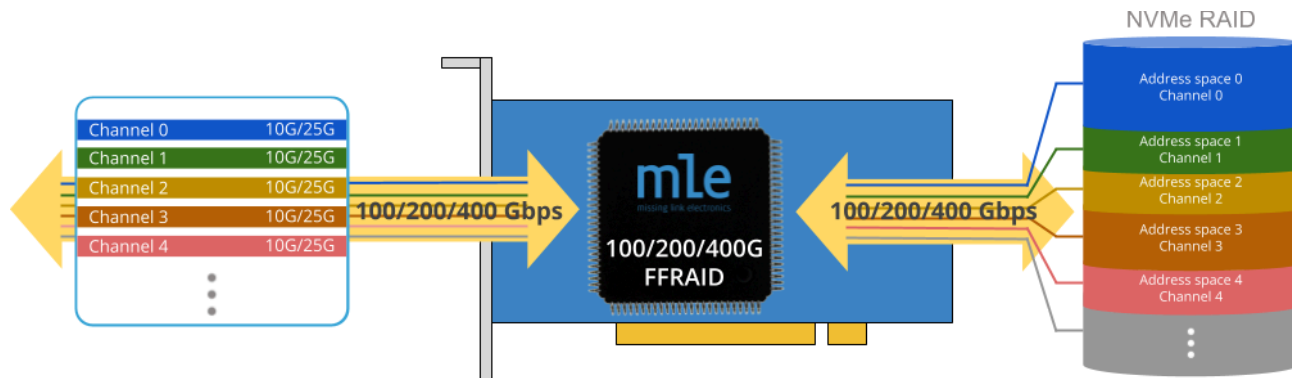 NVMe RAID
Channel 0 10G/25G
Channel 1 10G/25G
Channel 2 10G/25G
Channel 3 10G/25G
Channel 4 10G/25G
100/200/400 Gbps
mle
missing link electronics
100/200/400G
FFRAID
100/200/400 Gbps
Address space 0
Channel 0
Address space 1
Channel 1
Address space 2
Channel 2
Address space 3
Channel 3
Address space 4
Channel 4